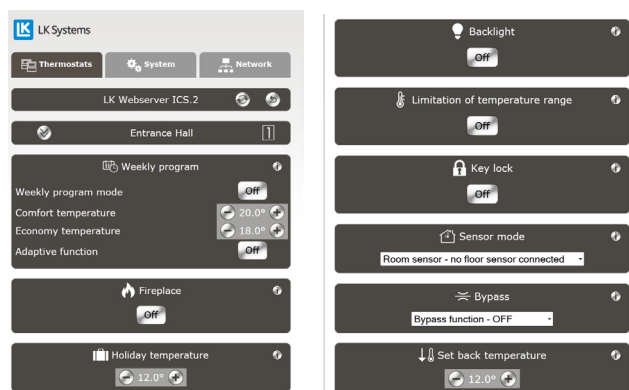 LK LK Systems
Thermostats System Network
LK Webserver ICS.2
Entrance Hall 1
Weekly program
Weekly program mode Off
Comfort temperature 20.0°
Economy temperature 18.0°
Adaptive function Off
Fireplace
Off
Holiday temperature
12.0°
Backlight
Off
Limitation of temperature range
Off
Key lock
Off
Sensor mode
Room sensor - no floor sensor connected
Bypass
Bypass function - OFF
Set back temperature
12.0°